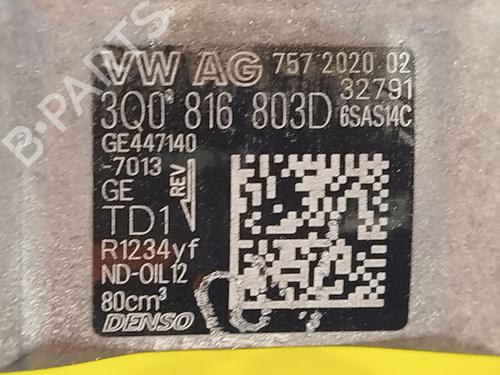 VW AG 757 2020 02
32791
3Q0 816 803D 6SAS14C
GE447140
-7013
GE
REV
TD1
R1234yf
ND-OIL12
80cm³
DENSO
B-PARTS